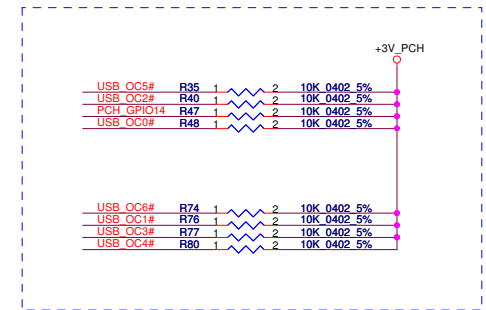 +3V_PCH
USB_OC5# R35 1 2 10K_0402_5%
USB_OC2# R40 1 2 10K_0402_5%
PCH_GPIO14 R47 1 2 10K_0402_5%
USB_OC0# R48 1 2 10K_0402_5%
USB_OC6# R74 1 2 10K_0402_5%
USB_OC1# R76 1 2 10K_0402_5%
USB_OC3# R77 1 2 10K_0402_5%
USB_OC4# R80 1 2 10K_0402_5%